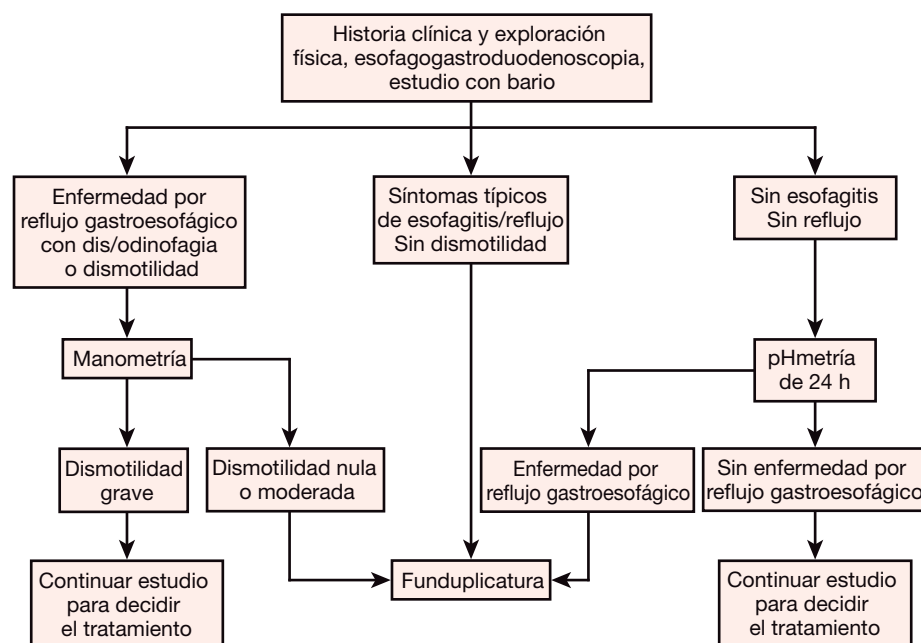 Historia clínica y exploración
física, esofagogastroduodenoscopia,
estudio con bario
Enfermedad por
reflujo gastroesofágico
con dis/odinofagia
o dismotilidad
Síntomas típicos
de esofagitis/reflujo
Sin dismotilidad
Sin esofagitis
Sin reflujo
Manometría
pHmetría
de 24 h
Dismotilidad
grave
Dismotilidad nula
o moderada
Enfermedad por
reflujo gastroesofágico
Sin enfermedad por
reflujo gastroesofágico
Continuar estudio
para decidir
el tratamiento
Funduplicatura
Continuar estudio
para decidir
el tratamiento